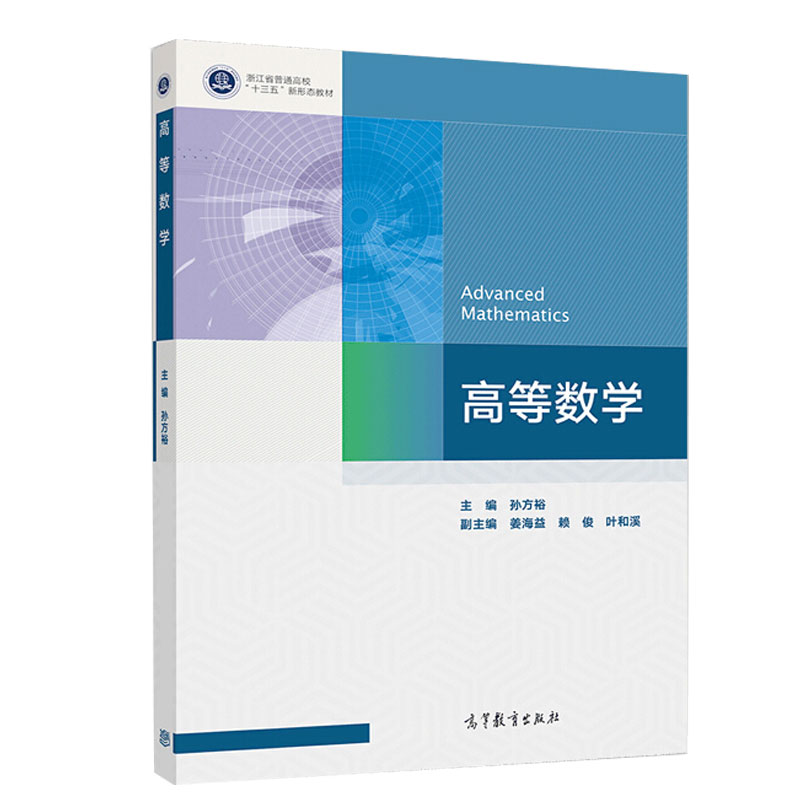 浙江省普通高校
“十三五”新形态教材
高等数学
主编 孙方裕
Advanced
Mathematics
高等数学
主 编 孙方裕
副主编 姜海益 赖 俊 叶和溪
高等教育出版社